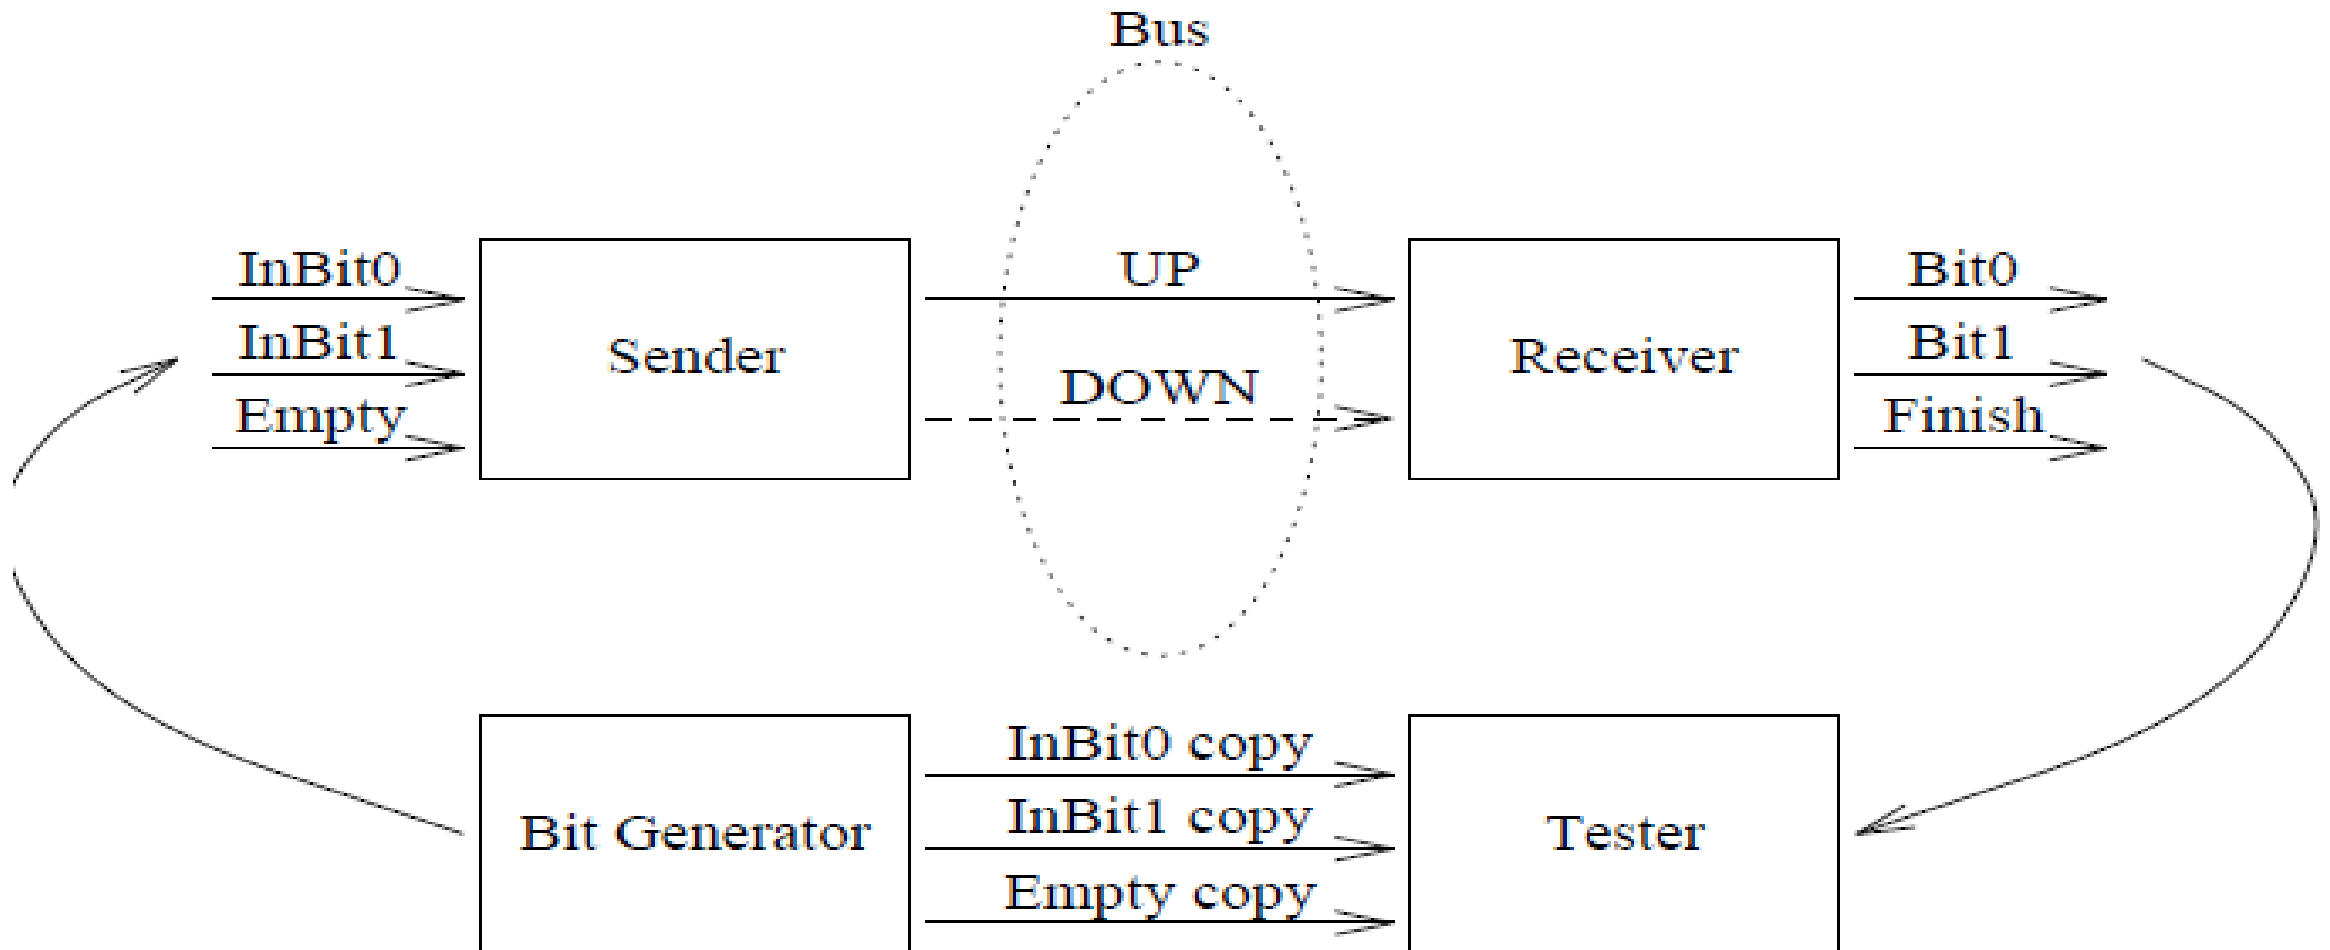 Bus
InBit0
InBit1
Empty
Sender
UP
DOWN
Receiver
Bit0
Bit1
Finish
Bit Generator
InBit0 copy
InBit1 copy
Empty copy
Tester